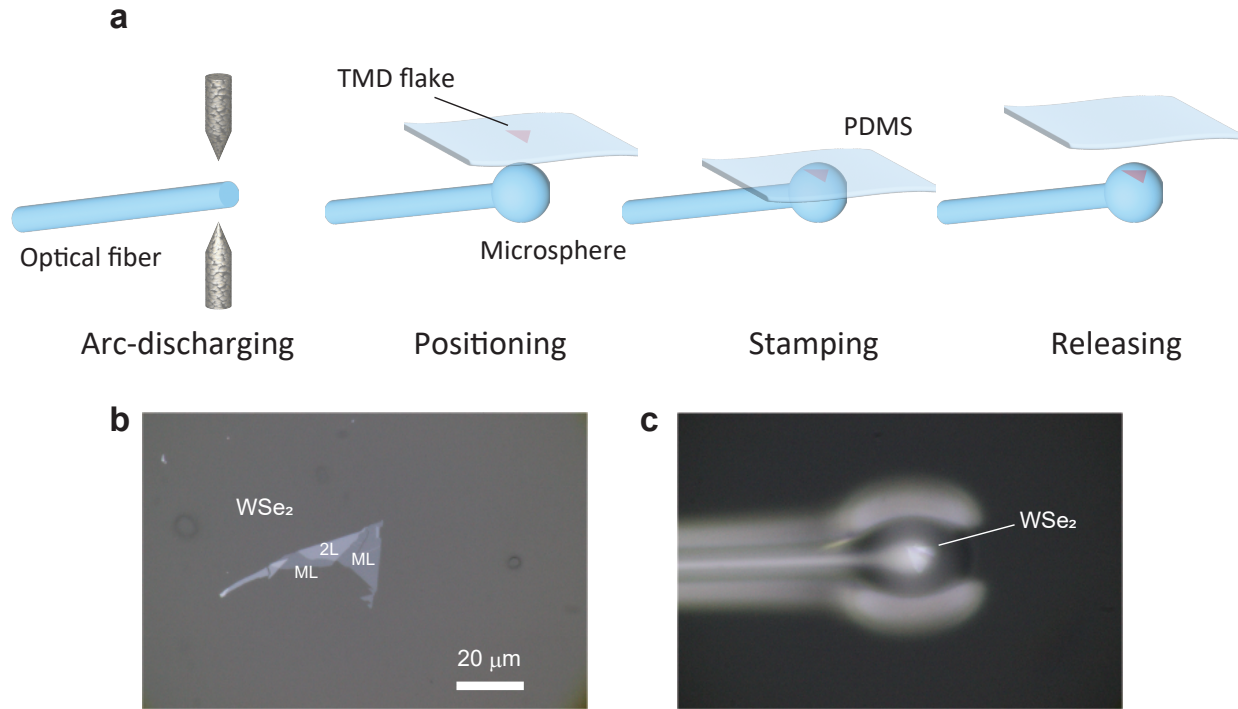 a
TMD flake
PDMS
Optical fiber
Microsphere
Arc-discharging
Positioning
Stamping
Releasing
b
WSe₂
2L
ML
ML
20 μm
c
WSe₂